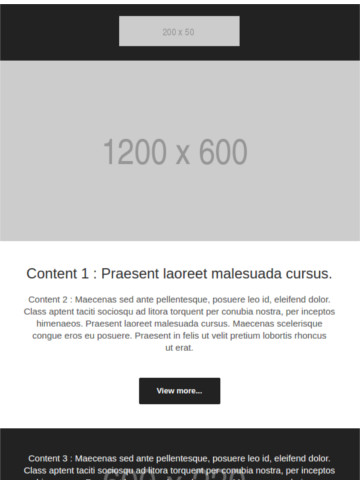 200 x 50
1200 x 600
Content 1 : Praesent laoreet malesuada cursus.
Content 2 : Maecenas sed ante pellentesque, posuere leo id, eleifend dolor.
Class aptent taciti sociosqu ad litora torquent per conubia nostra, per inceptos
himenaeos. Praesent laoreet malesuada cursus. Maecenas scelerisque
congue eros eu posuere. Praesent in felis ut velit pretium lobortis rhoncus
ut erat.
View more...
Content 3 : Maecenas sed ante pellentesque, posuere leo id, eleifend dolor.
Class aptent taciti sociosqu ad litora torquent per conubia nostra, per inceptos